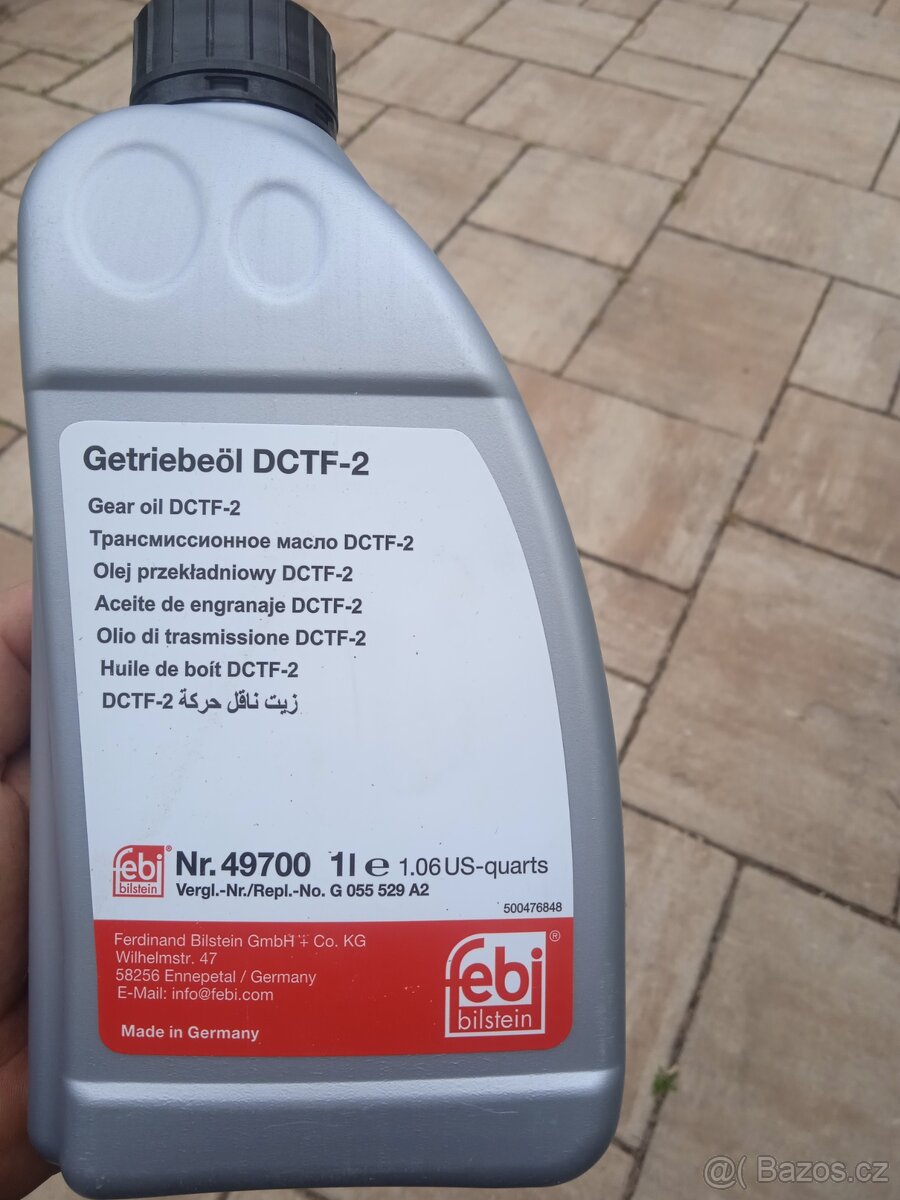 Getriebeöl DCTF-2
Gear oil DCTF-2
Трансмиссионное масло DCTF-2
Olej przekładniowy DCTF-2
Aceite de engranaje DCTF-2
Olio di trasmissione DCTF-2
Huile de boít DCTF-2
زيت ناقل حركة DCTF-2
febi® bilstein Nr. 49700 1l e 1.06 US-quarts
Vergl.-Nr./Repl.-No. G 055 529 A2
500476848
Ferdinand Bilstein GmbH + Co. KG
Wilhelmstr. 47
58256 Ennepetal / Germany
E-Mail: info@febi.com
Made in Germany
febi®
bilstein
@( Bazos.cz